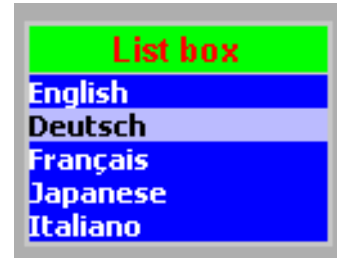 List box
English
Deutsch
Français
Japanese
Italiano